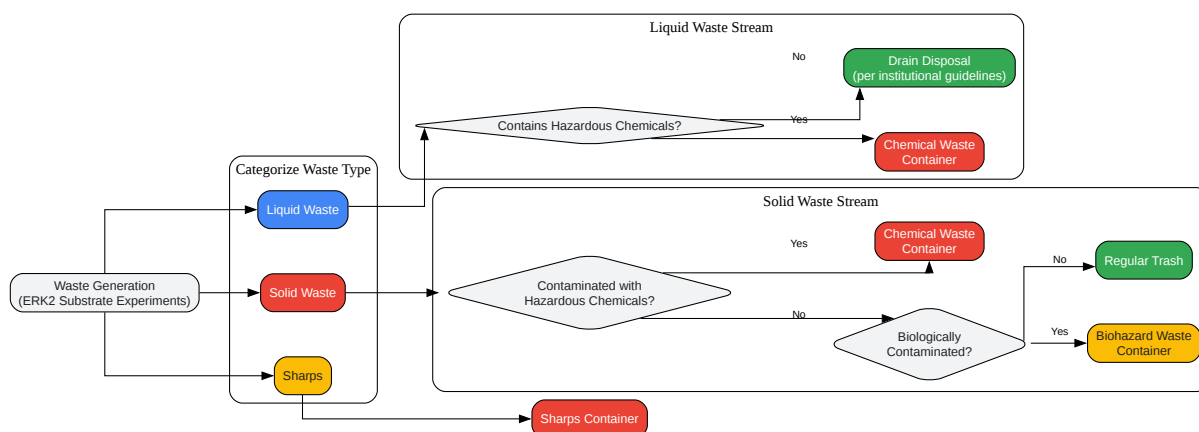 Liquid Waste Stream
No
Drain Disposal
(per institutional guidelines)
Contains Hazardous Chemicals?
Yes
Chemical Waste
Container
Categorize Waste Type
Liquid Waste
Solid Waste Stream
Waste Generation
(ERK2 Substrate Experiments)
Solid Waste
Contaminated with
Hazardous Chemicals?
Yes
Chemical Waste
Container
No
Biologically
Contaminated?
No
Regular Trash
Yes
Biohazard Waste
Container
Sharps
Sharps Container